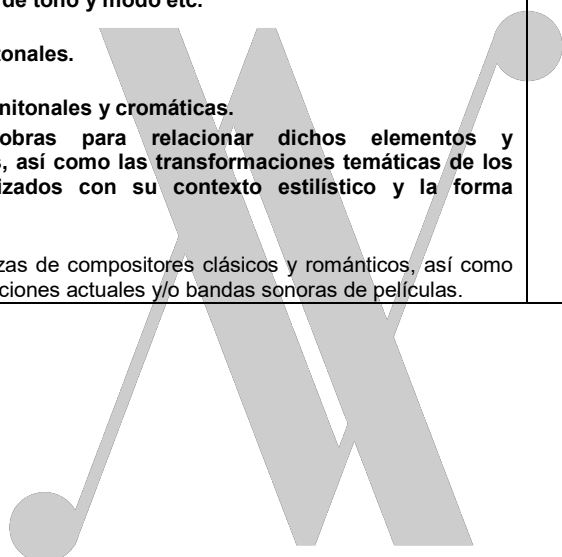 de tono y modo etc.
tonales.
nitonales y cromáticas.
obras para relacionar dichos elementos y
s, así como las transformaciones temáticas de los
izados con su contexto estilístico y la forma
zas de compositores clásicos y románticos, así como
ciones actuales y/o bandas sonoras de películas.